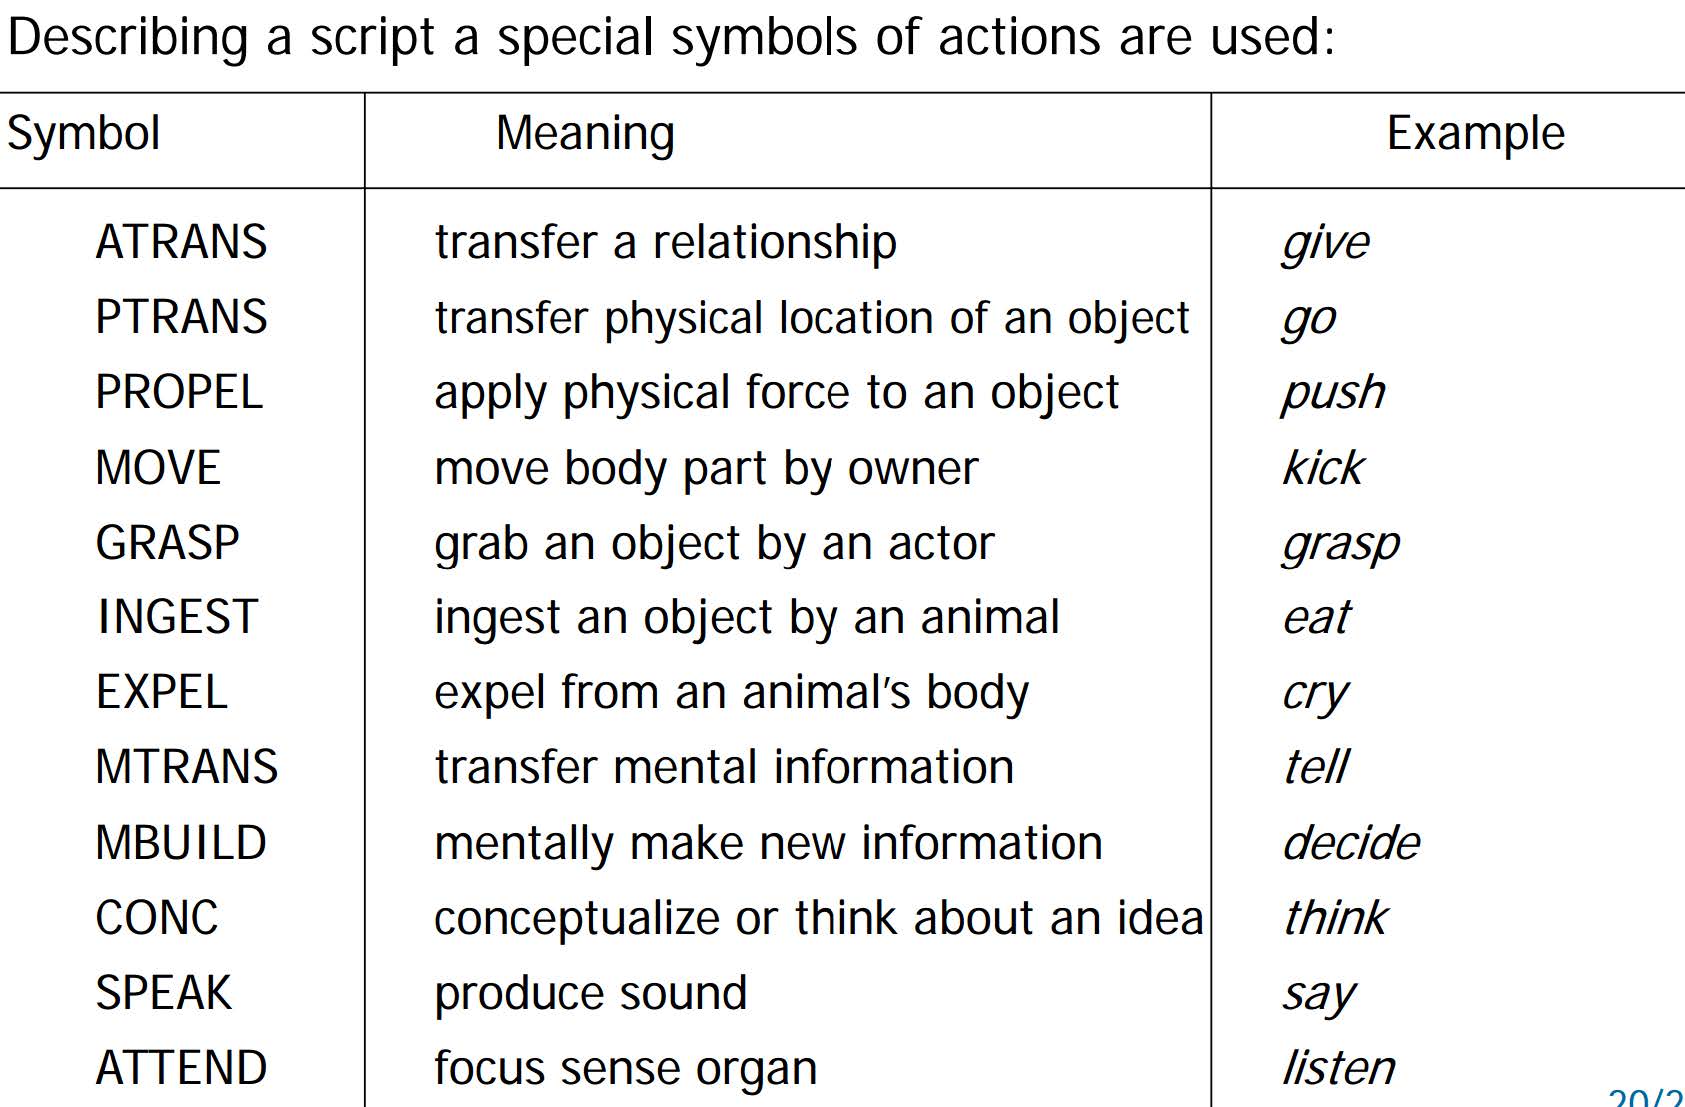 Describing a script a special symbols of actions are used:
Symbol Meaning Example
ATRANS transfer a relationship give
PTRANS transfer physical location of an object go
PROPEL apply physical force to an object push
MOVE move body part by owner kick
GRASP grab an object by an actor grasp
INGEST ingest an object by an animal eat
EXPEL expel from an animal's body cry
MTRANS transfer mental information tell
MBUILD mentally make new information decide
CONC conceptualize or think about an idea think
SPEAK produce sound say
ATTEND focus sense organ listen
20/2